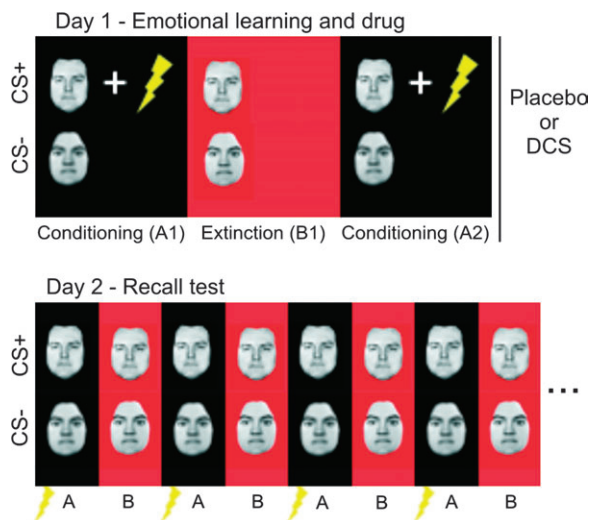 Day 1 - Emotional learning and drug
CS+
CS-
+
+
Placebo
or
DCS
Conditioning (A1)
Extinction (B1)
Conditioning (A2)
Day 2 - Recall test
CS+
CS-
...
A B A B A B A B